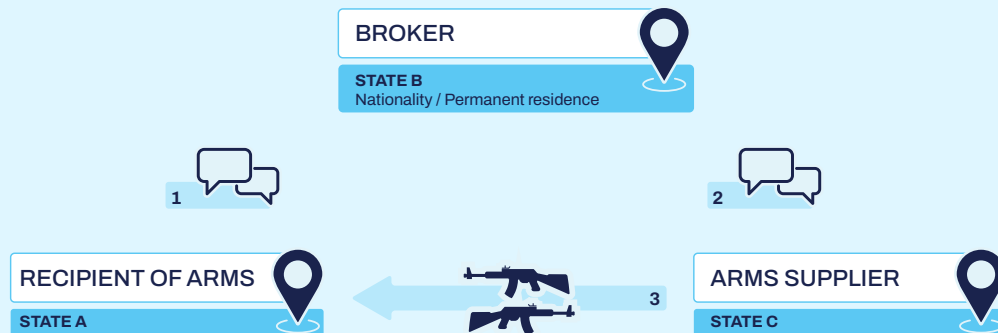 BROKER
STATE B
Nationality / Permanent residence
1
2
RECIPIENT OF ARMS
STATE A
3
ARMS SUPPLIER
STATE C